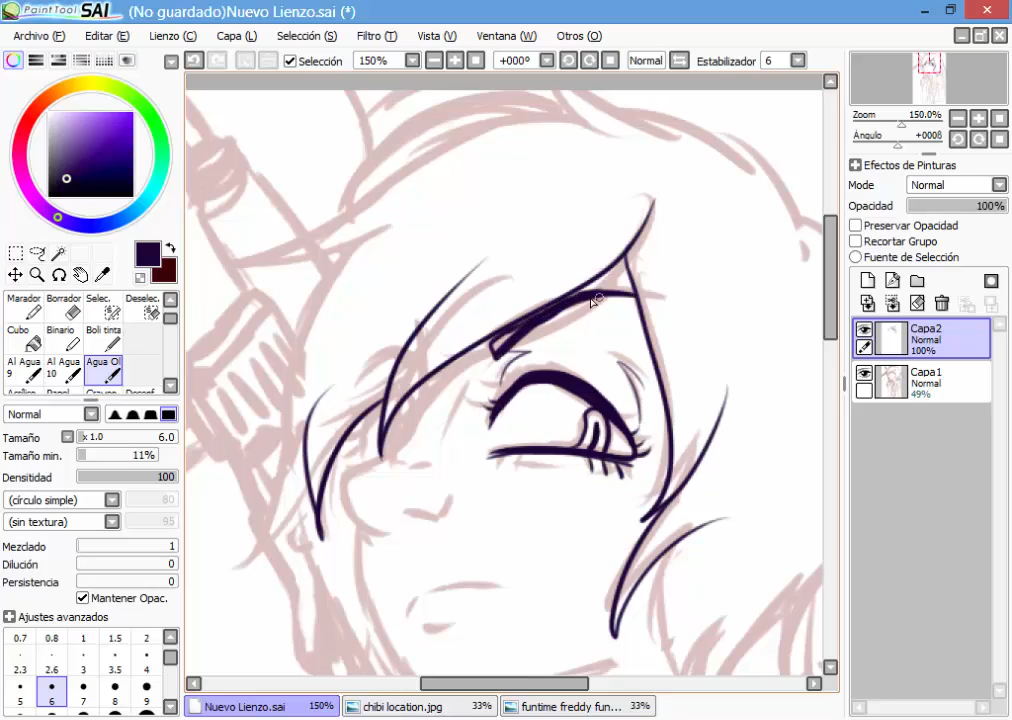 PaintTool SAI (No guardado)Nuevo Lienzo.sai (*)
Archivo (F) Editar (E) Lienzo (C) Capa (L) Selección (S) Filtro (T) Vista (V) Ventana (W) Otros (O)
Selección 150% +000º Normal Estabilizador 6
Zoom 150.0%
Ángulo +000ß
Efectos de Pinturas
Mode Normal
Opacidad 100%
Preservar Opacidad
Recortar Grupo
Fuente de Selección
Capa2
Normal
100%
Capa1
Normal
49%
Marador Borrador Selec. Deselec.
Cubo Binario Boli tinta
Al Agua 9 Al Agua 10 Agua Ol
Normal
Tamaño x 1.0 6.0
Tamaño min. 11%
Densitidad 100
(círculo simple) 80
(sin textura) 95
Mezclado 1
Dilución 0
Persistencia 0
Mantener Opac.
Ajustes avanzados
0.7 0.8 1 1.5 2
2.3 2.6 3 3.5 4
5 6 7 8 9
Nuevo Lienzo.sai 150% chibi location.jpg 33% funtime freddy fun... 33%